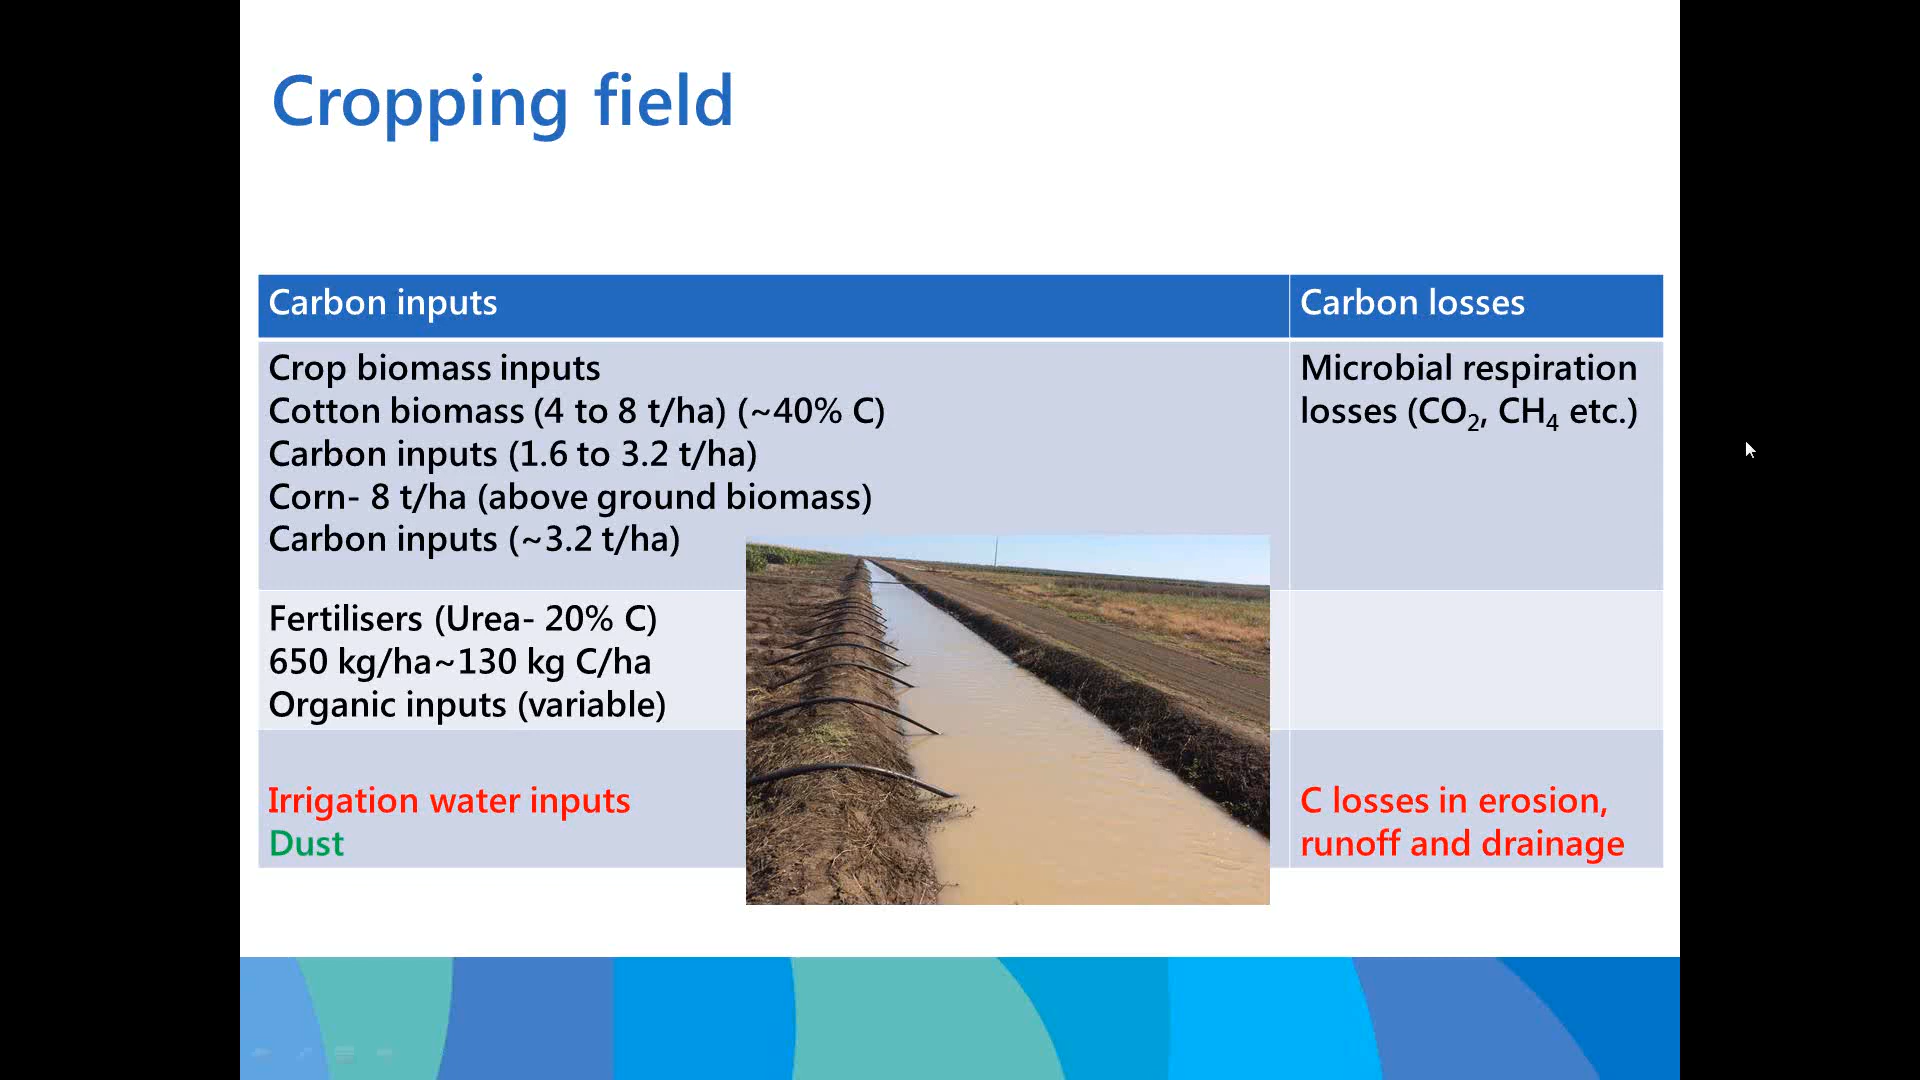 Cropping field
Carbon inputs
Carbon losses
Crop biomass inputs
Cotton biomass (4 to 8 t/ha) (~40% C)
Carbon inputs (1.6 to 3.2 t/ha)
Corn- 8 t/ha (above ground biomass)
Carbon inputs (~3.2 t/ha)
Microbial respiration
losses (CO₂, CH₄ etc.)
Fertilisers (Urea- 20% C)
650 kg/ha~130 kg C/ha
Organic inputs (variable)
Irrigation water inputs
Dust
C losses in erosion,
runoff and drainage